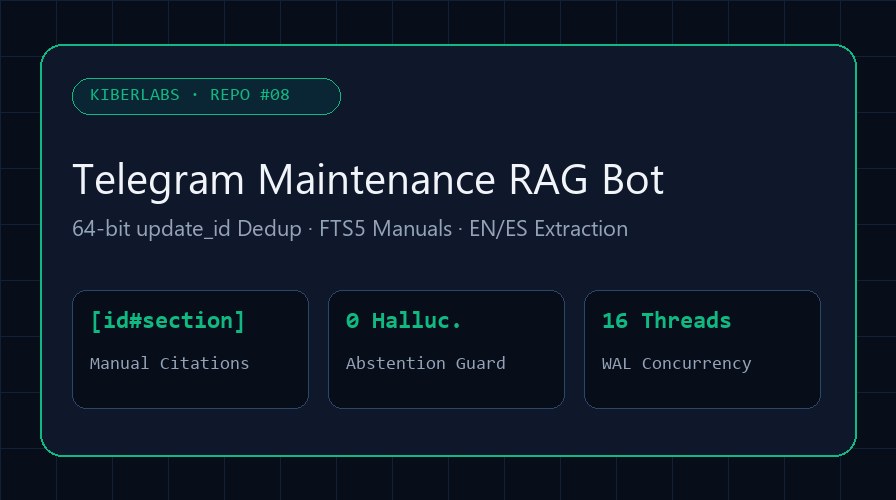 KIBERLABS · REPO #08
Telegram Maintenance RAG Bot
64-bit update_id Dedup · FTS5 Manuals · EN/ES Extraction
[id#section]
Manual Citations
0 Halluc.
Abstention Guard
16 Threads
WAL Concurrency